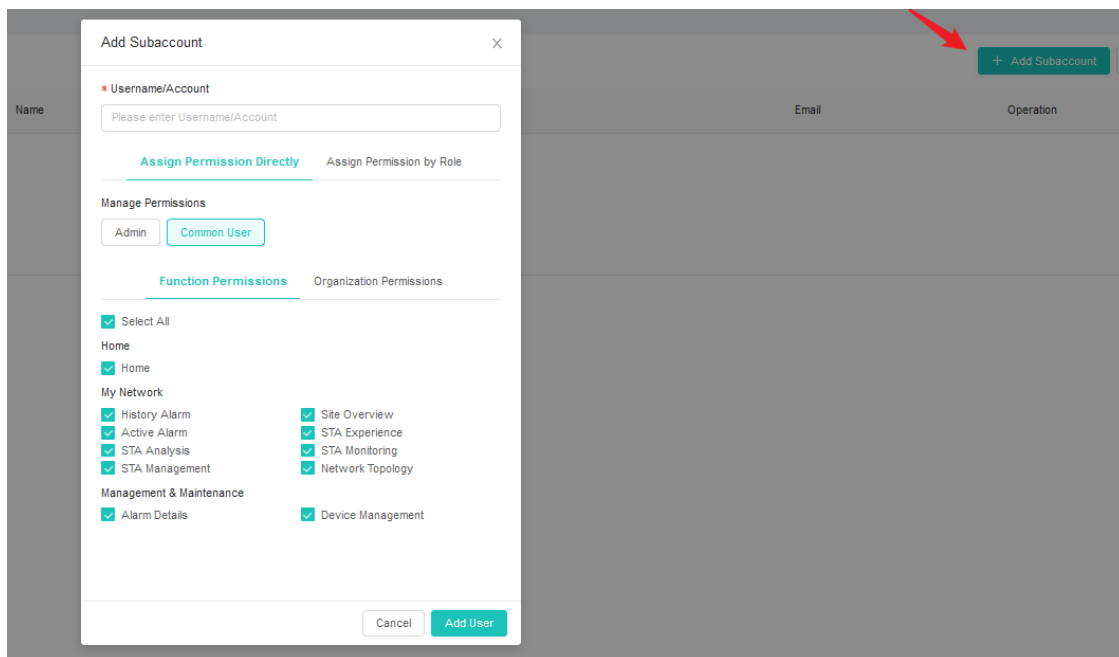 Add Subaccount
+ Add Subaccount
* Username/Account
Name
Email
Operation
Please enter Username/Account
Assign Permission Directly
Assign Permission by Role
Manage Permissions
Admin
Common User
Function Permissions
Organization Permissions
Select All
Home
Home
My Network
History Alarm
Site Overview
Active Alarm
STA Experience
STA Analysis
STA Monitoring
STA Management
Network Topology
Management & Maintenance
Alarm Details
Device Management
Cancel
Add User